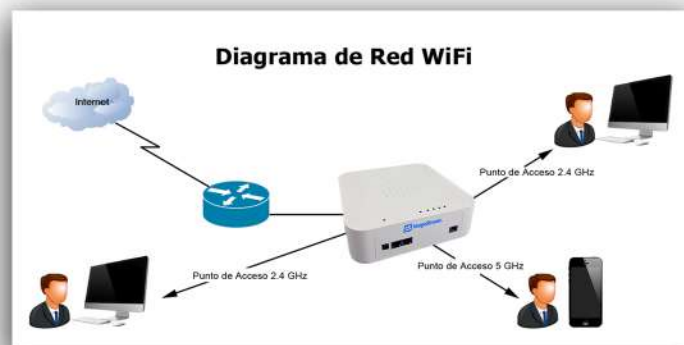 Diagrama de Red WiFi
Internet
Punto de Acceso 2.4 GHz
Punto de Acceso 5 GHz
Punto de Acceso 2.4 GHz